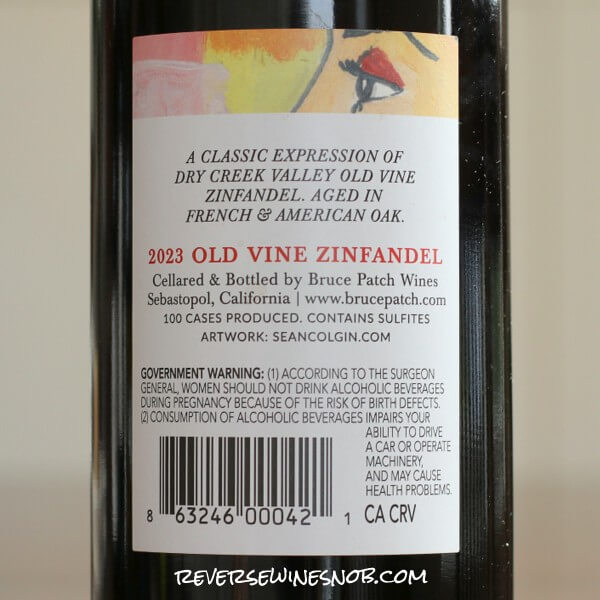 A CLASSIC EXPRESSION OF
DRY CREEK VALLEY OLD VINE
ZINFANDEL. AGED IN
FRENCH & AMERICAN OAK.
2023 OLD VINE ZINFANDEL
Cellared & Bottled by Bruce Patch Wines
Sebastopol, California | www.brucepatch.com
100 CASES PRODUCED. CONTAINS SULFITES
ARTWORK: SEANCOLGIN.COM
GOVERNMENT WARNING: (1) ACCORDING TO THE SURGEON
GENERAL, WOMEN SHOULD NOT DRINK ALCOHOLIC BEVERAGES
DURING PREGNANCY BECAUSE OF THE RISK OF BIRTH DEFECTS.
(2) CONSUMPTION OF ALCOHOLIC BEVERAGES IMPAIRS YOUR
ABILITY TO DRIVE
A CAR OR OPERATE
MACHINERY,
AND MAY CAUSE
HEALTH PROBLEMS.
8 63246 00042 1
CA CRV
REVERSEWINESNOB.COM